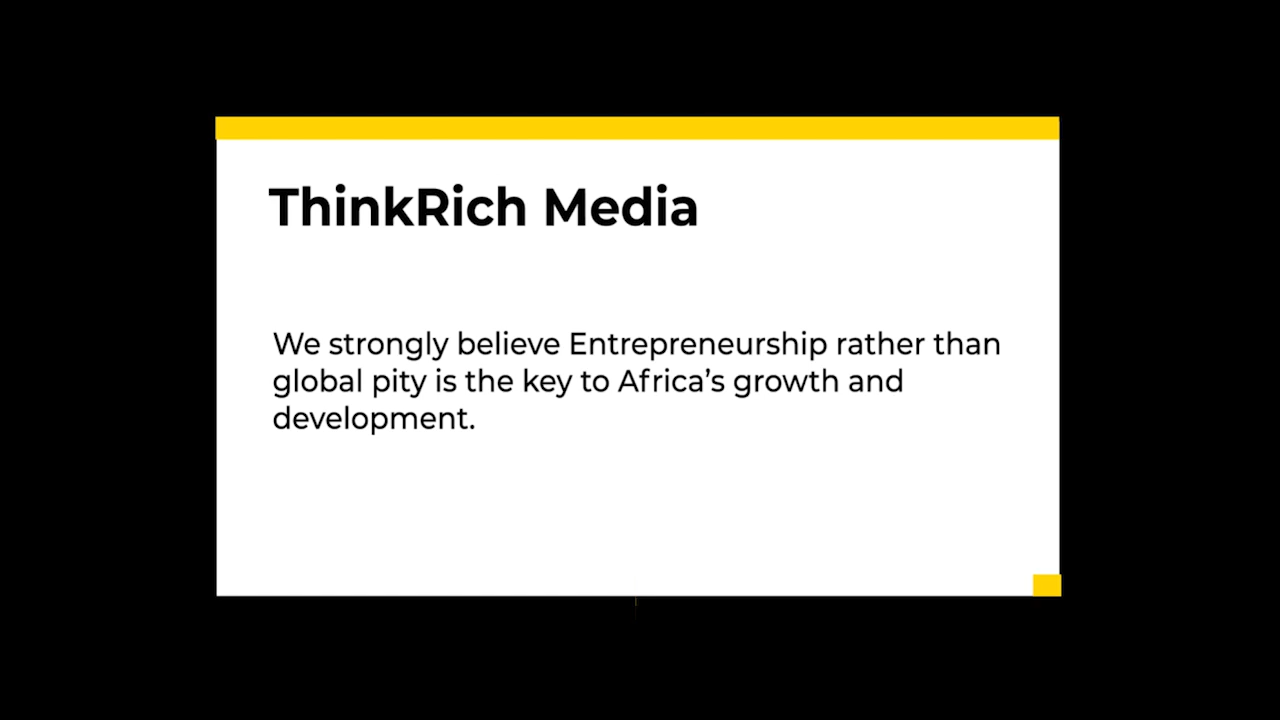 ThinkRich Media
We strongly believe Entrepreneurship rather than
global pity is the key to Africa’s growth and
development.